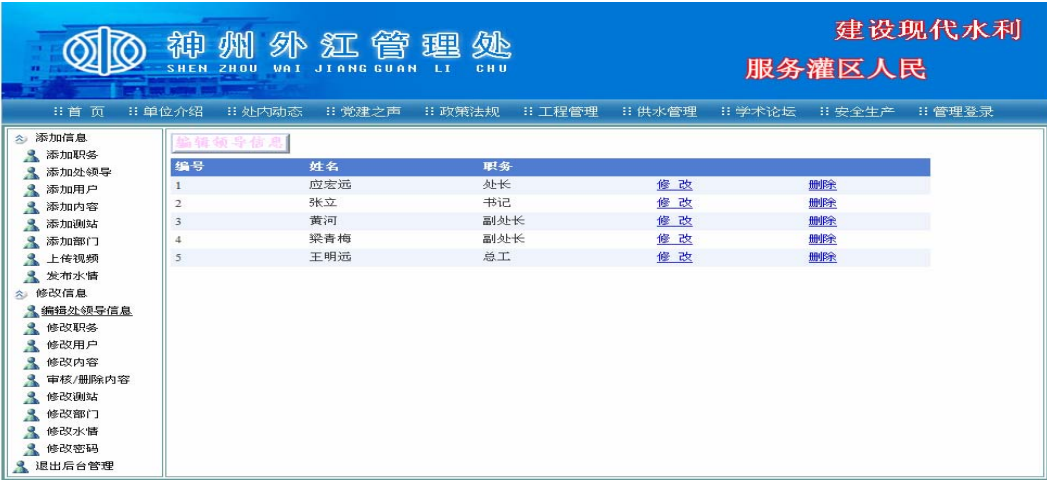 建设现代水利
神州外江管理处
SHEN ZHOU WAI JIANG GUAN LI CHU
服务灌区人民
首 页 单位介绍 处内动态 党建之声 政策法规 工程管理 供水管理 学术论坛 安全生产 管理登录
添加信息
添加职务
添加处领导
添加用户
添加内容
添加测站
添加部门
上传视频
发布水情
修改信息
编辑处领导信息
修改职务
修改用户
修改内容
审核/删除内容
修改测站
修改部门
修改水情
修改密码
退出后台管理
编辑领导信息
编号 姓名 职务
1 应宏远 处长 修 改 删除
2 张立 书记 修 改 删除
3 黄河 副处长 修 改 删除
4 梁青梅 副处长 修 改 删除
5 王明远 总工 修 改 删除